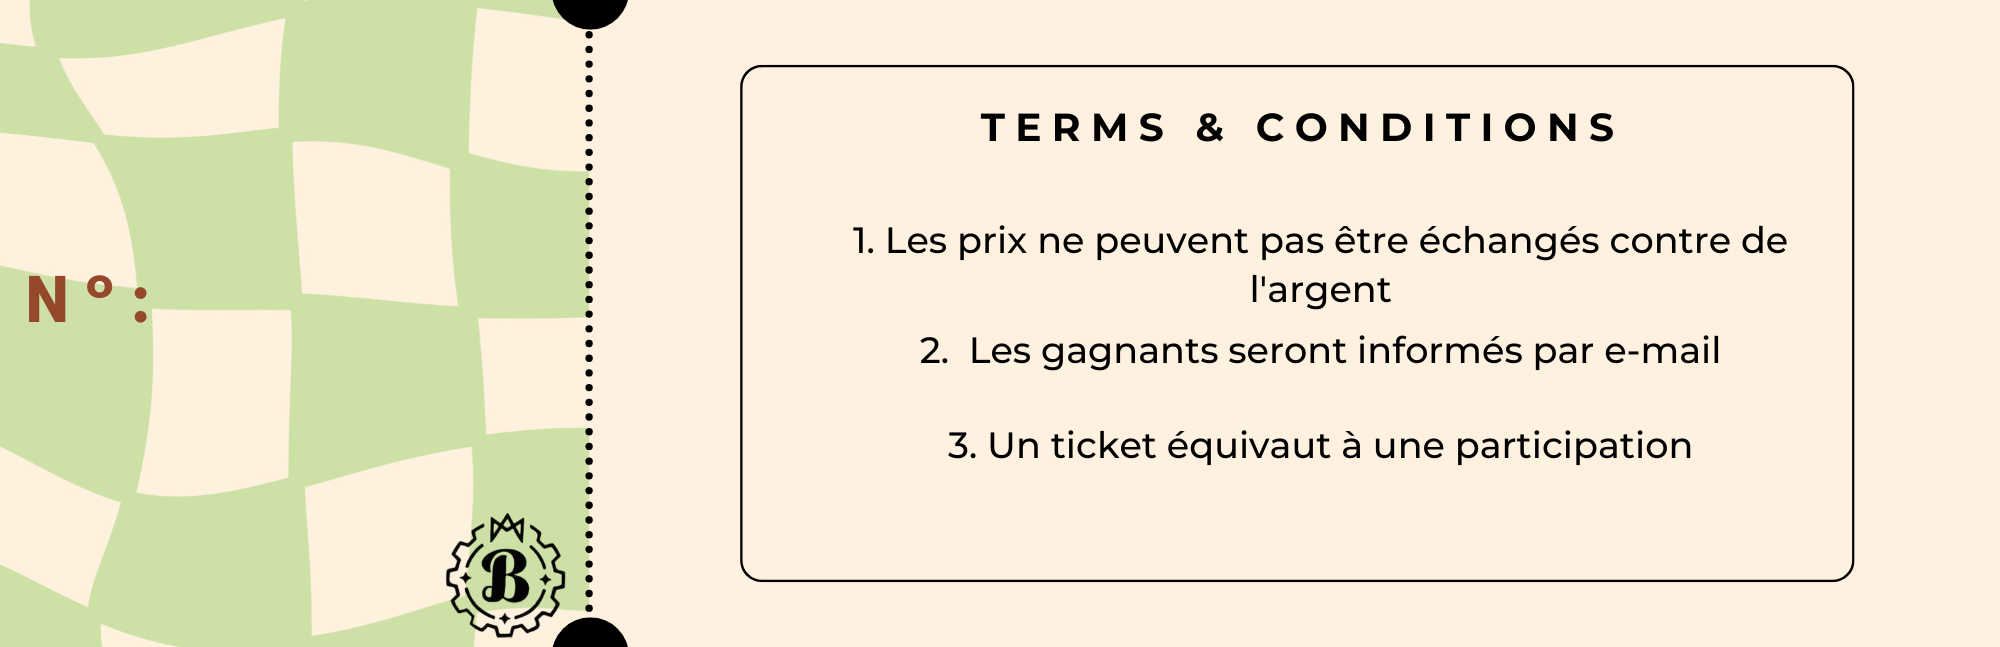 N°:
TERMS & CONDITIONS
1. Les prix ne peuvent pas être échangés contre de
l'argent
2.  Les gagnants seront informés par e-mail
3. Un ticket équivaut à une participation
B